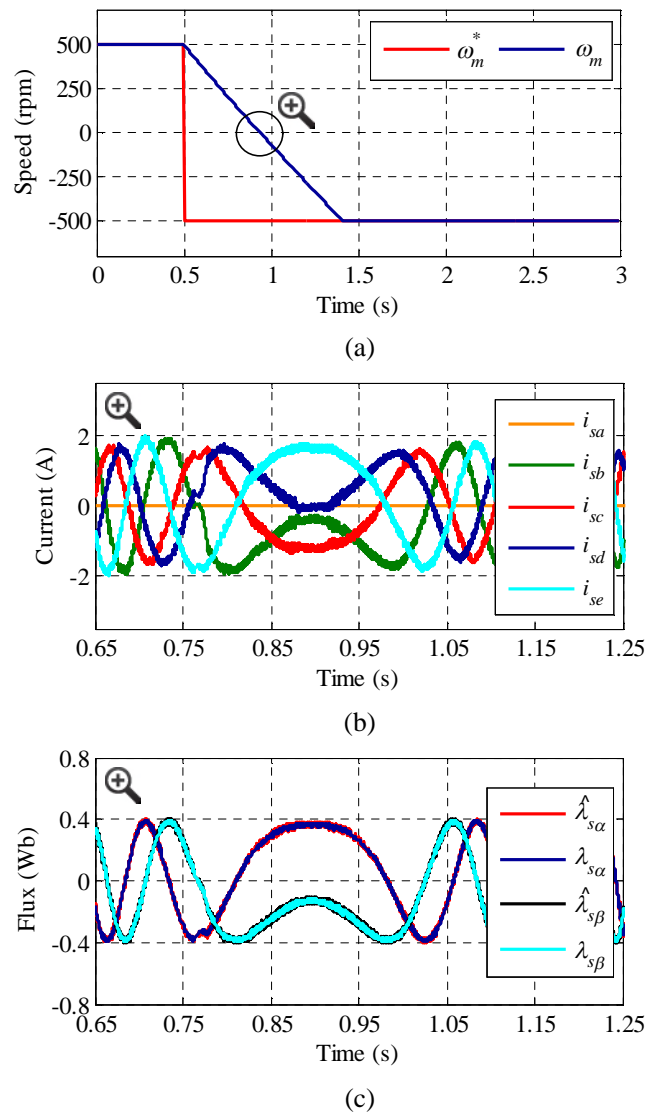 500
250
0
-250
-500
Speed (rpm)
ω*m ωm
0 0.5 1 1.5 2 2.5 3
Time (s)
(a)
2
0
-2
Current (A)
isa
isb
isc
isd
ise
0.65 0.75 0.85 0.95 1.05 1.15 1.25
Time (s)
(b)
0.8
0.4
0
-0.4
-0.8
Flux (Wb)
λ̂sα
λsα
λ̂sβ
λsβ
0.65 0.75 0.85 0.95 1.05 1.15 1.25
Time (s)
(c)